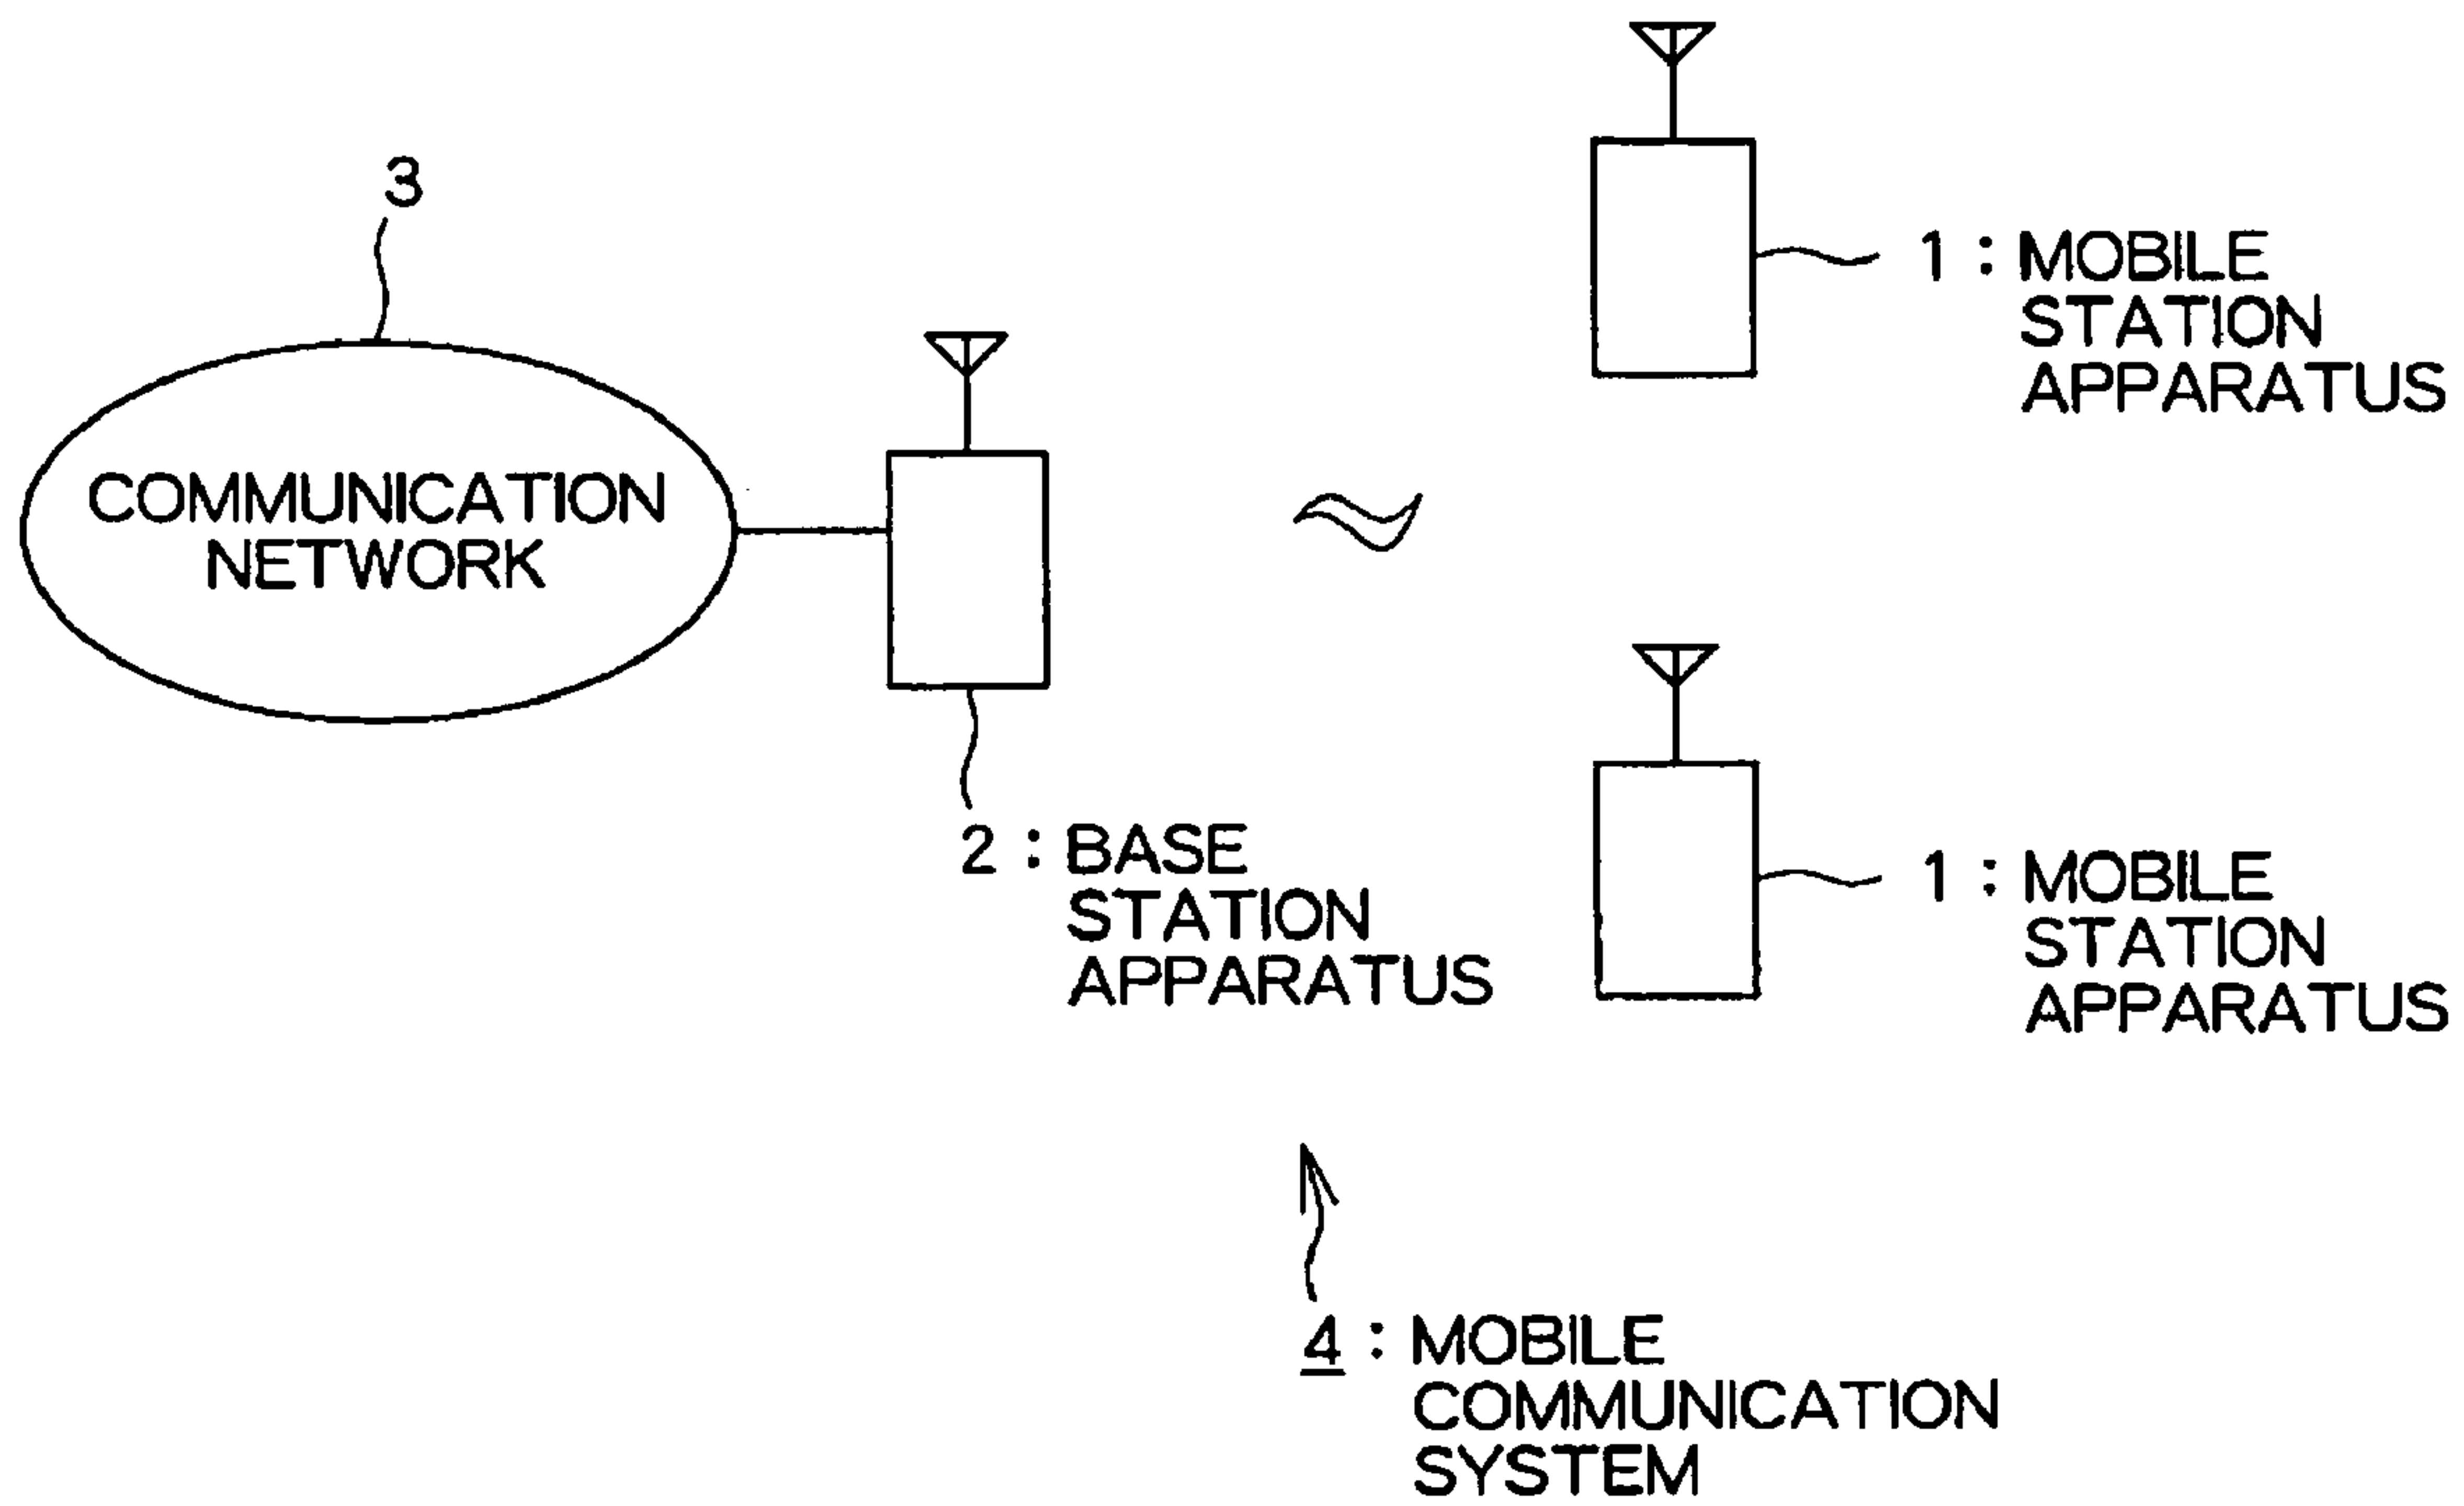 3
COMMUNICATION
NETWORK
1 : MOBILE
STATION
APPARATUS
2 : BASE
STATION
APPARATUS
1 : MOBILE
STATION
APPARATUS
4 : MOBILE
COMMUNICATION
SYSTEM